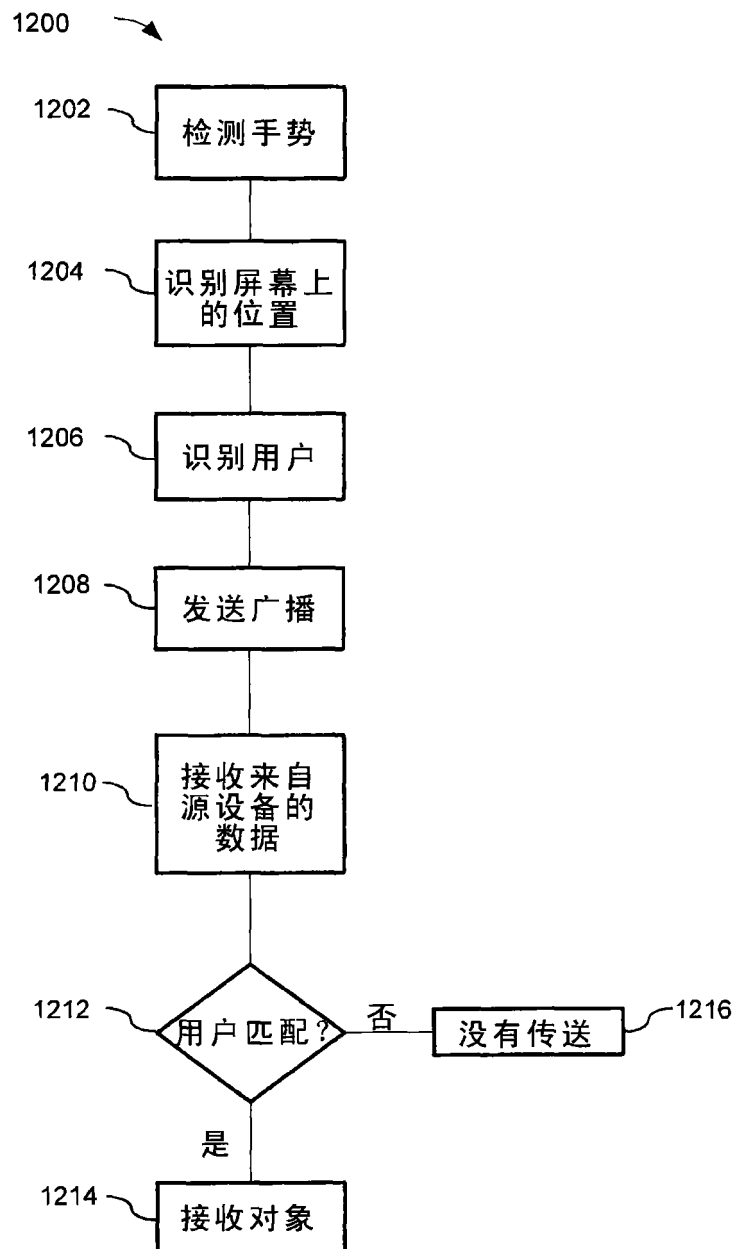 1200
1202
检测手势
1204
识别屏幕上
的位置
1206
识别用户
1208
发送广播
1210
接收来自
源设备的
数据
1212
用户匹配?
否
没有传送
1216
是
1214
接收对象